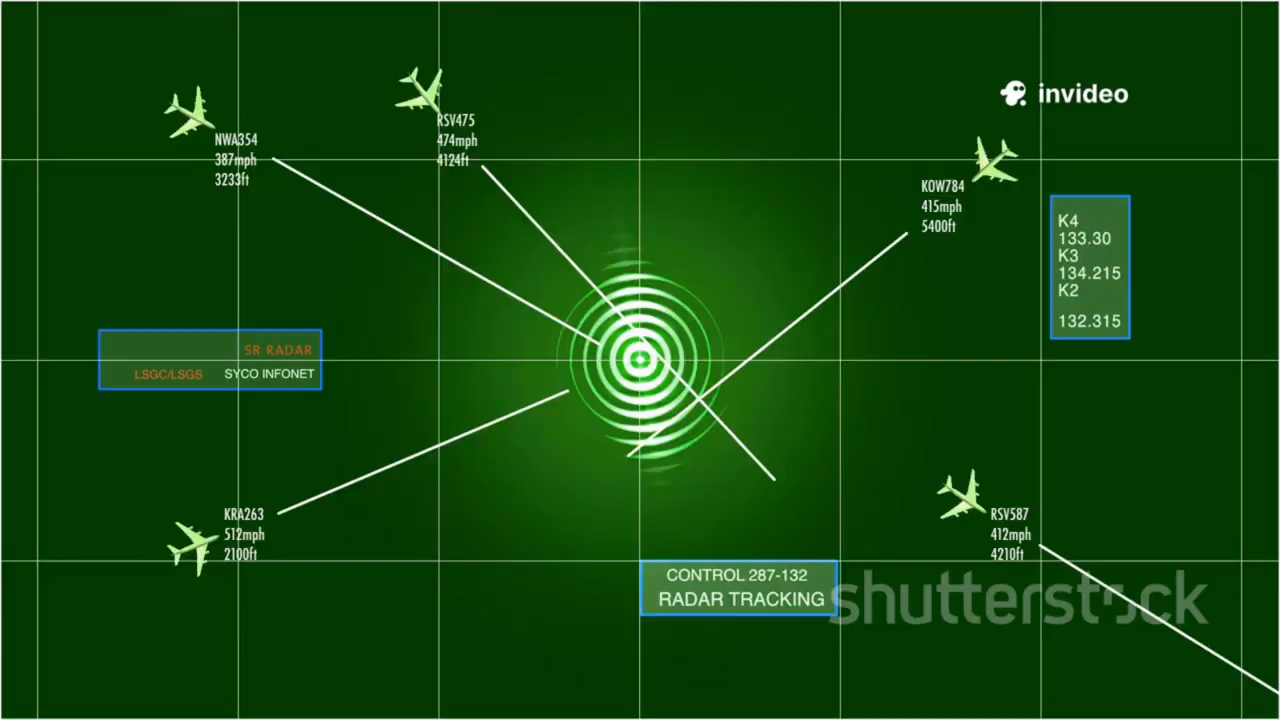 invideo
NWA354
387mph
3233ft
RSV475
474mph
4124ft
KOW784
415mph
5400ft
K4
133.30
K3
134.215
K2
132.315
SR RADAR
LSGC/LSGS SYCO INFONET
KRA263
512mph
2100ft
RSV587
412mph
4210ft
CONTROL 287-132
RADAR TRACKING
shutterstock